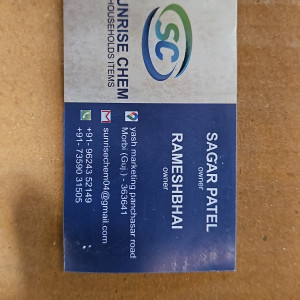 SC
UNRISE CHEM
HOUSEHOLDS ITEMS
SAGAR PATEL
owner
RAMESHBHAI
owner
yash marketing panchasar road
Morbi (Guj.) - 363641
sunrisechem04@gmail.com
+91- 96243 52149
+91- 73590 31505